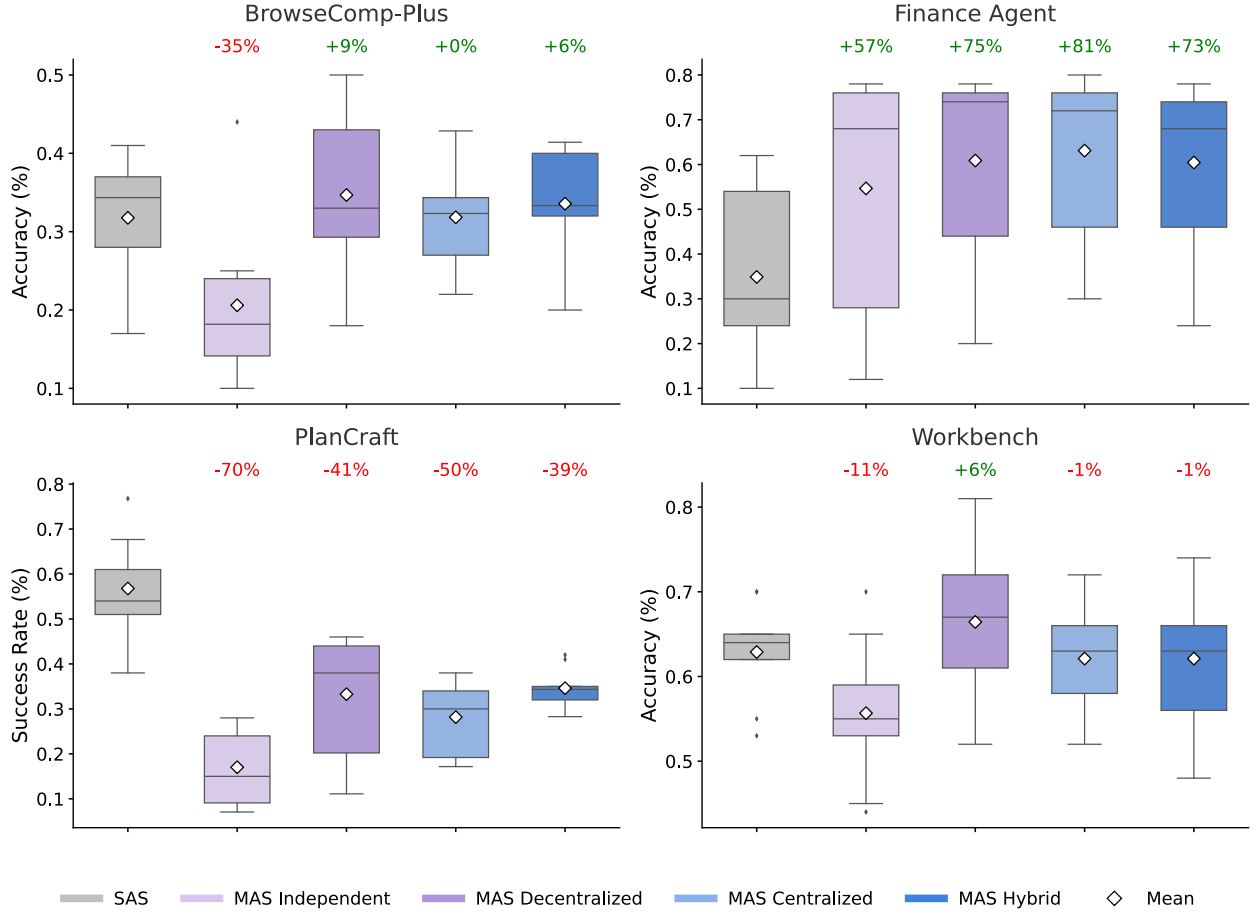 BrowseComp-Plus
-35% +9% +0% +6%
Accuracy (%)
0.5
0.4
0.3
0.2
0.1
Finance Agent
+57% +75% +81% +73%
Accuracy (%)
0.8
0.7
0.6
0.5
0.4
0.3
0.2
0.1
PlanCraft
-70% -41% -50% -39%
Success Rate (%)
0.8
0.7
0.6
0.5
0.4
0.3
0.2
0.1
Workbench
-11% +6% -1% -1%
Accuracy (%)
0.8
0.7
0.6
0.5
SAS MAS Independent MAS Decentralized MAS Centralized MAS Hybrid Mean